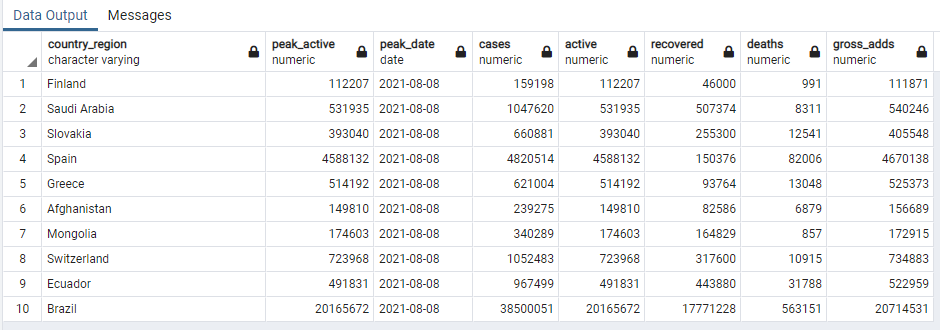 Data Output Messages
country_region peak_active peak_date cases active recovered deaths gross_adds
character varying numeric date numeric numeric numeric numeric numeric
1 Finland 112207 2021-08-08 159198 112207 46000 991 111871
2 Saudi Arabia 531935 2021-08-08 1047620 531935 507374 8311 540246
3 Slovakia 393040 2021-08-08 660881 393040 255300 12541 405548
4 Spain 4588132 2021-08-08 4820514 4588132 150376 82006 4670138
5 Greece 514192 2021-08-08 621004 514192 93764 13048 525373
6 Afghanistan 149810 2021-08-08 239275 149810 82586 6879 156689
7 Mongolia 174603 2021-08-08 340289 174603 164829 857 172915
8 Switzerland 723968 2021-08-08 1052483 723968 317600 10915 734883
9 Ecuador 491831 2021-08-08 967499 491831 443880 31788 522959
10 Brazil 20165672 2021-08-08 38500051 20165672 17771228 563151 20714531